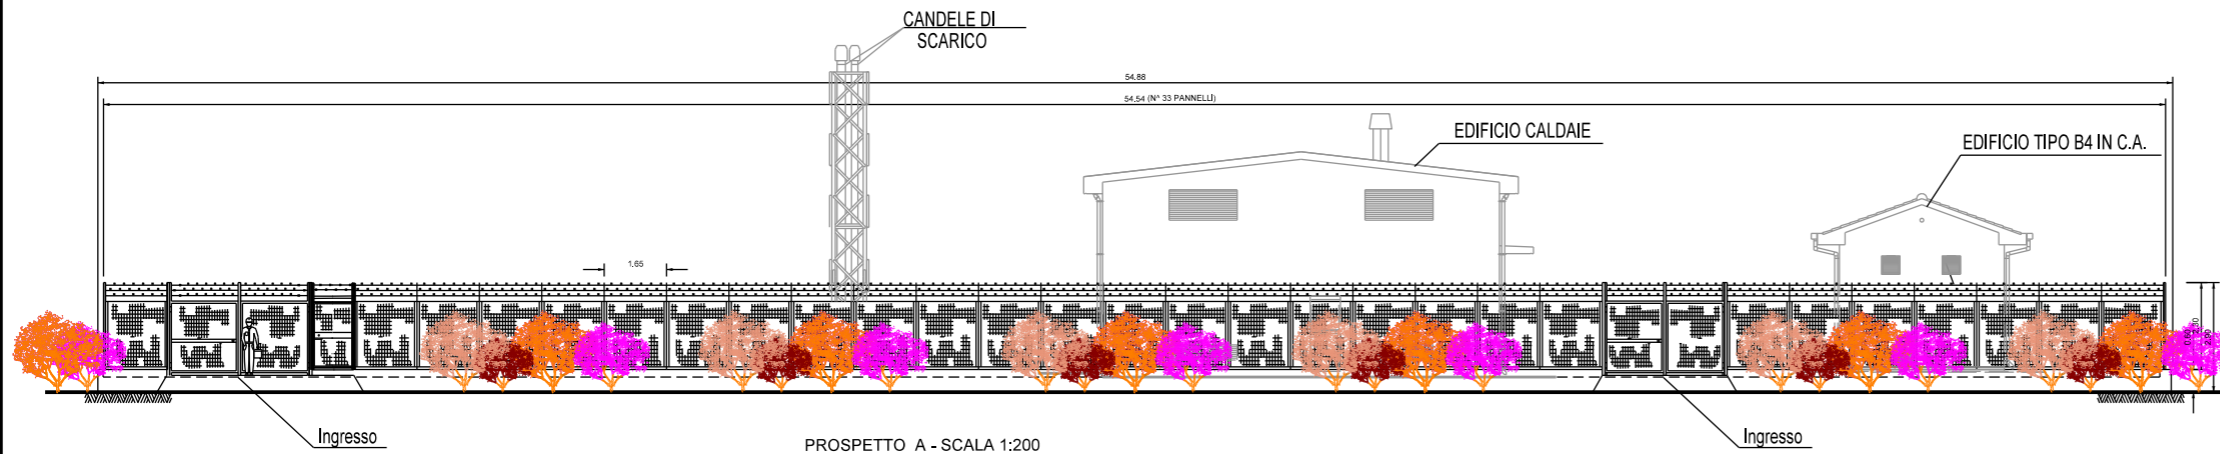 CANDELE DI
SCARICO
54.88
54.54 (N° 33 PANNELLI)
EDIFICIO CALDAIE
EDIFICIO TIPO B4 IN C.A.
1.65
Ingresso
Ingresso
PROSPETTO A - SCALA 1:200